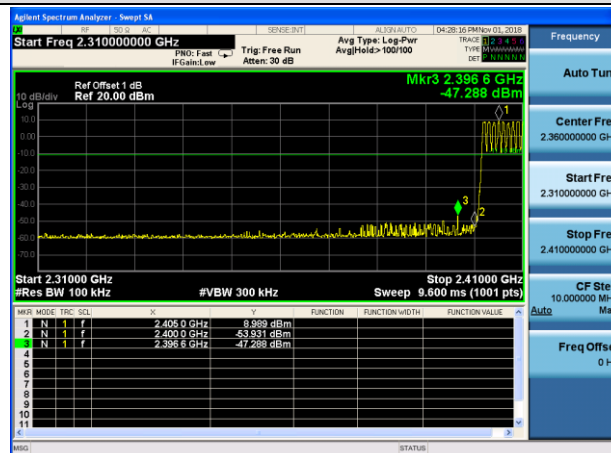 Agilent Spectrum Analyzer - Swept SA
RF 50 Ω AC SENSE:INT ALIGNAUTO 04:28:16 PM Nov 01, 2018
Start Freq 2.310000000 GHz
PNO: Fast
IFGain:Low
Trig: Free Run
Atten: 30 dB
Avg Type: Log-Pwr
Avg|Hold>100/100
TRACE 1 2 3 4 5 6
TYPE M
DET P N N N N N
Ref Offset 1 dB
Ref 20.00 dBm
10 dB/div
Log
Mkr3 2.396 6 GHz
-47.288 dBm
10.0
0.00
-10.0
-20.0
-30.0
-40.0
-50.0
-60.0
-70.0
1
2
3
Start 2.31000 GHz Stop 2.41000 GHz
#Res BW 100 kHz #VBW 300 kHz Sweep 9.600 ms (1001 pts)
MKR MODE TRC SCL X Y FUNCTION FUNCTION WIDTH FUNCTION VALUE
1 N 1 f 2.405 0 GHz 8.989 dBm
2 N 1 f 2.400 0 GHz -53.931 dBm
3 N 1 f 2.396 6 GHz -47.288 dBm
4
5
6
7
8
9
10
11
MSG STATUS
Frequency
Auto Tun
Center Fre
2.360000000 GH
Start Fre
2.310000000 GH
Stop Fre
2.410000000 GH
CF Ste
10.000000 MH
Auto Ma
Freq Offse
0 H